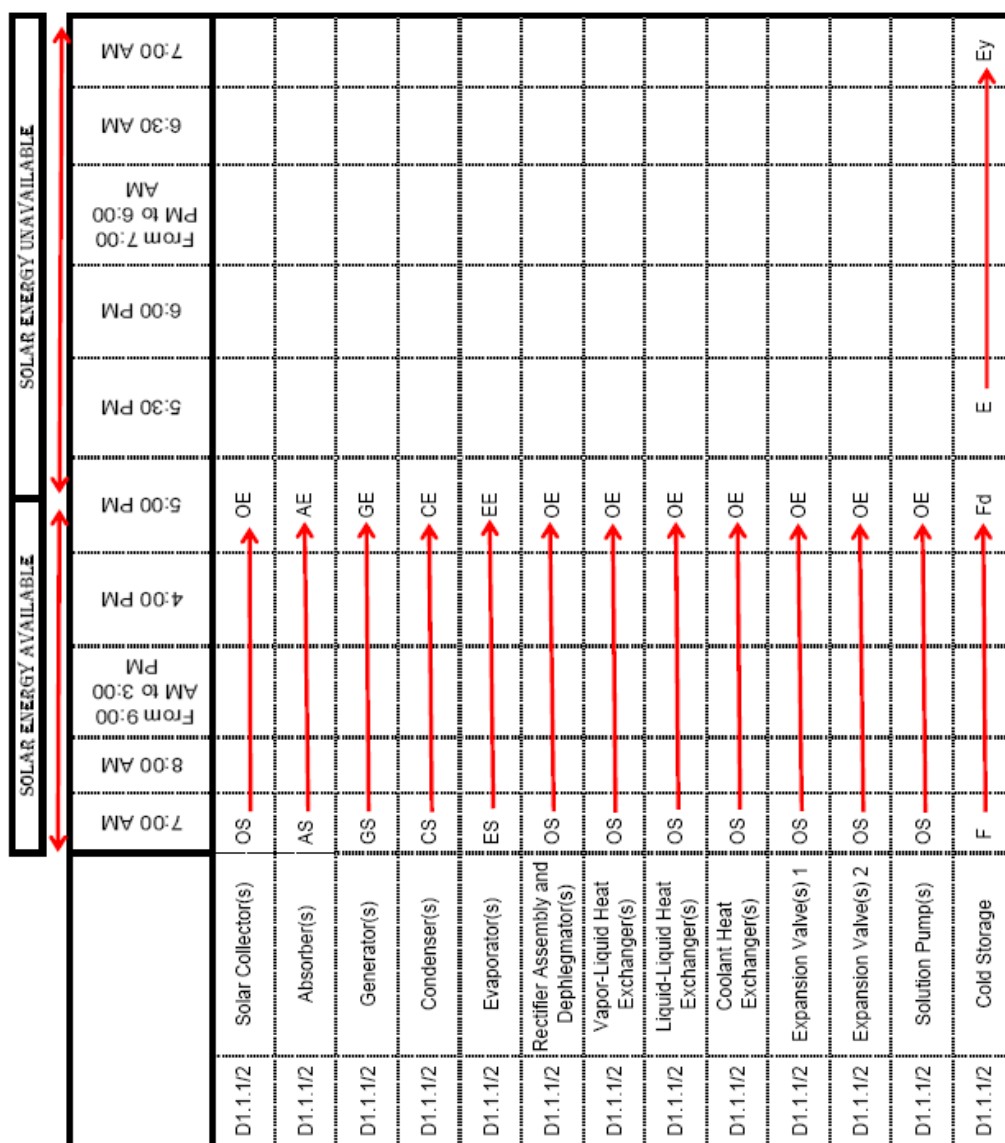 SOLAR ENERGY AVAILABLE
SOLAR ENERGY UNAVAILABLE
7:00 AM
8:00 AM
From 9:00
AM to 3:00
PM
4:00 PM
5:00 PM
5:30 PM
6:00 PM
From 7:00
PM to 6:00
AM
6:30 AM
7:00 AM
D1.1.1/2
Solar Collector(s)
OS
OE
D1.1.1/2
Absorber(s)
AS
AE
D1.1.1/2
Generator(s)
GS
GE
D1.1.1/2
Condenser(s)
CS
CE
D1.1.1/2
Evaporator(s)
ES
EE
D1.1.1/2
Rectifier Assembly and
Dephlegmator(s)
OS
OE
D1.1.1/2
Vapor-Liquid Heat
Exchanger(s)
OS
OE
D1.1.1/2
Liquid-Liquid Heat
Exchanger(s)
OS
OE
D1.1.1/2
Coolant Heat
Exchanger(s)
OS
OE
D1.1.1/2
Expansion Valve(s) 1
OS
OE
D1.1.1/2
Expansion Valve(s) 2
OS
OE
D1.1.1/2
Solution Pump(s)
OS
OE
D1.1.1/2
Cold Storage
F
Fd
E
Ey